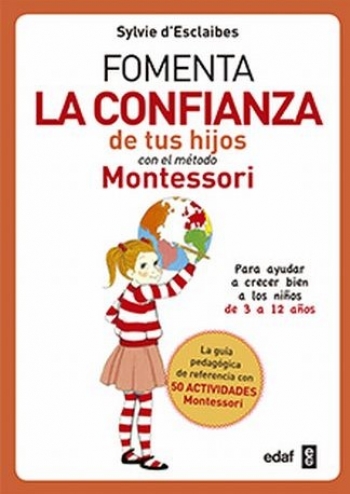 Sylvie d'Esclaibes
FOMENTA
LA CONFIANZA
de tus hijos
con el método
Montessori
Para ayudar
a crecer bien
a los niños
de 3 a 12 años
La guía
pedagógica
de referencia con
50 ACTIVIDADES
Montessori
edaf